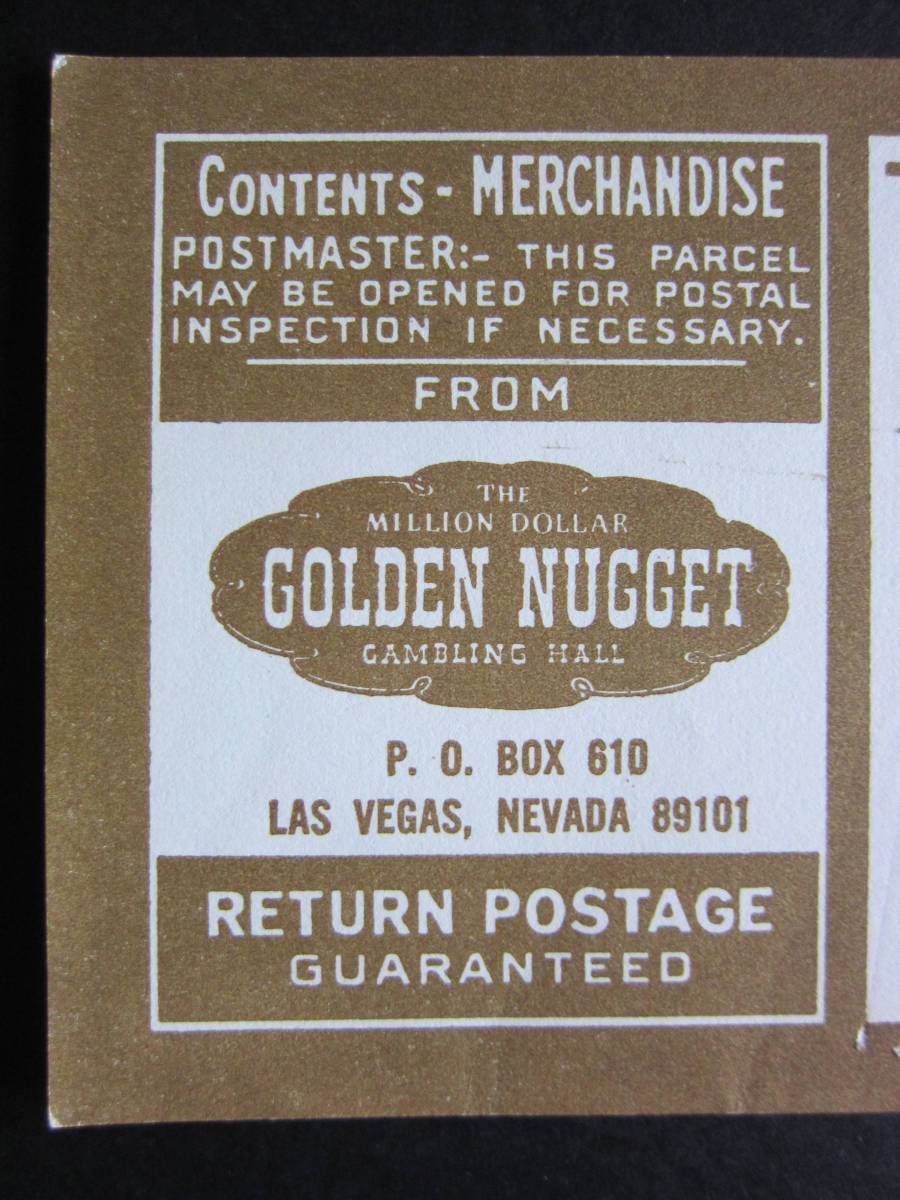 CONTENTS - MERCHANDISE
POSTMASTER:- THIS PARCEL
MAY BE OPENED FOR POSTAL
INSPECTION IF NECESSARY.
FROM
THE
MILLION DOLLAR
GOLDEN NUGGET
GAMBLING HALL
P. O. BOX 610
LAS VEGAS, NEVADA 89101
RETURN POSTAGE
GUARANTEED